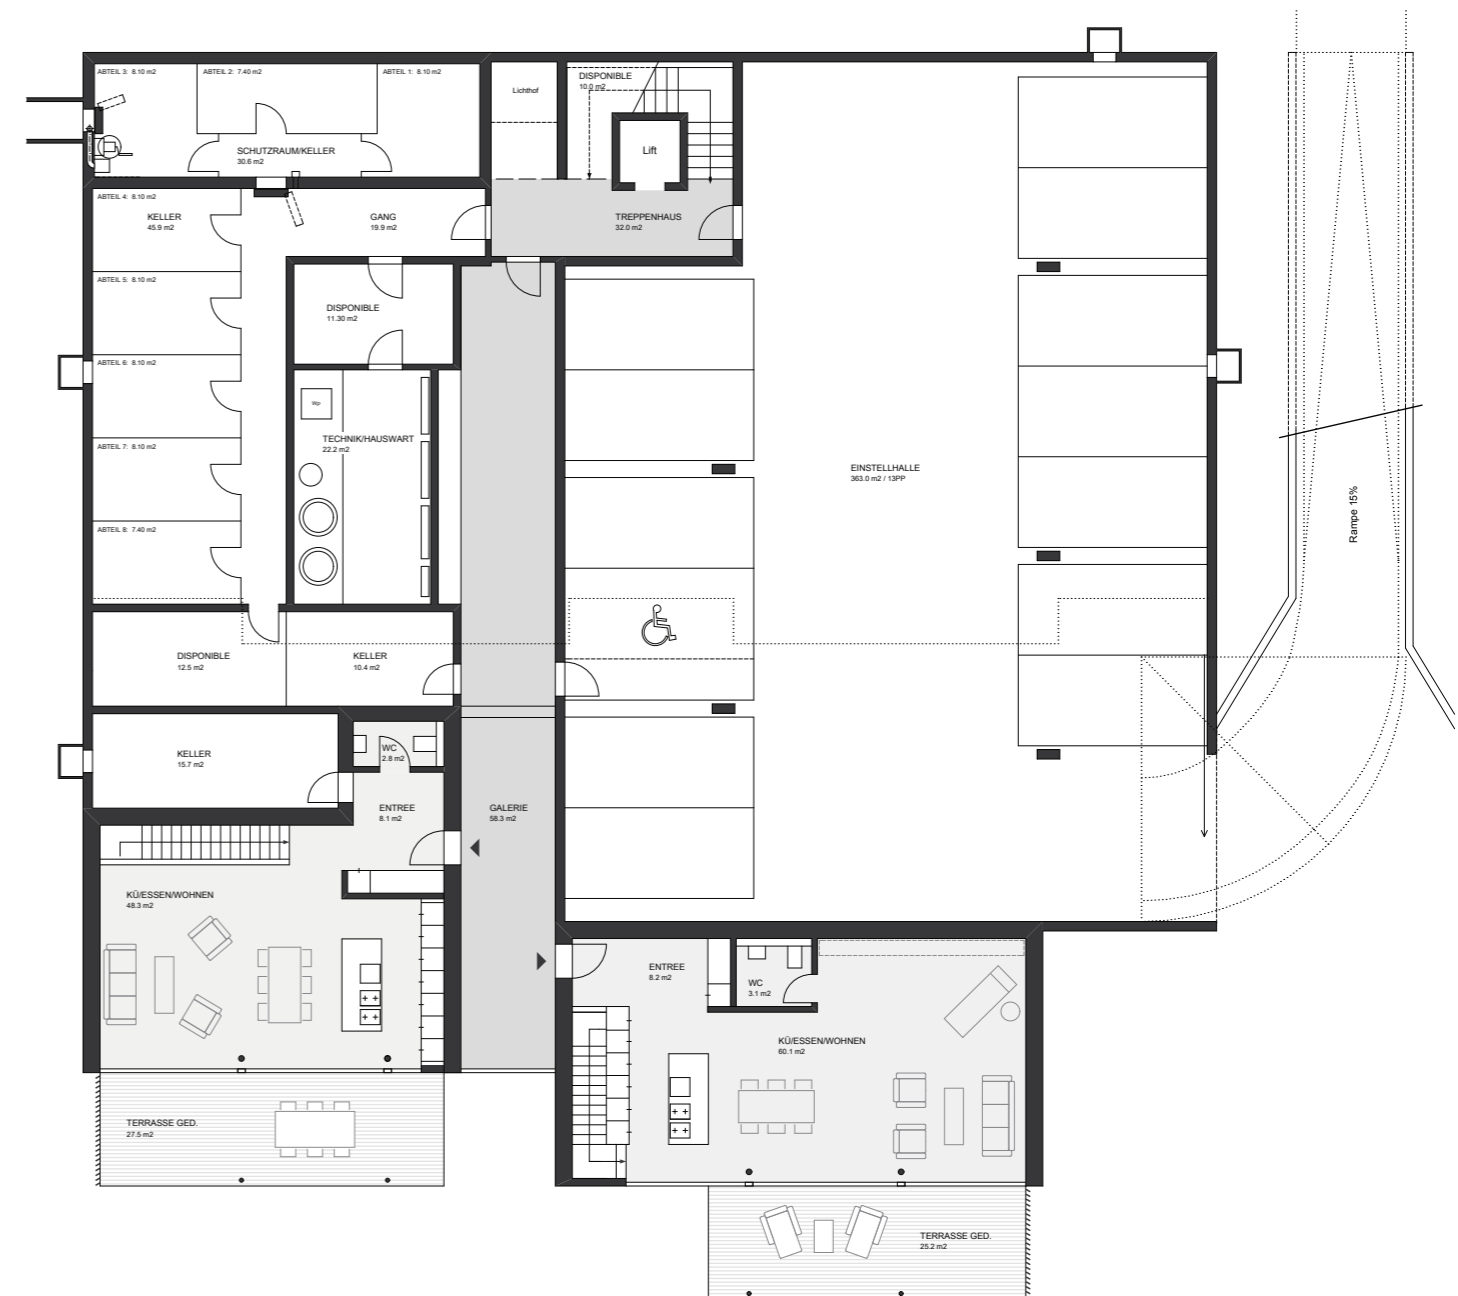 ABTEIL 3: 8.10 m2
ABTEIL 2: 7.40 m2
ABTEIL 1: 8.10 m2
SCHUTZRAUM/KELLER
30.6 m2
Lichthof
DISPONIBLE
10.0 m2
Lift
ABTEIL 4: 8.10 m2
KELLER
45.9 m2
GANG
19.9 m2
TREPPENHAUS
32.0 m2
ABTEIL 5: 8.10 m2
DISPONIBLE
11.30 m2
ABTEIL 6: 8.10 m2
Wp
TECHNIK/HAUSWART
22.2 m2
ABTEIL 7: 8.10 m2
ABTEIL 8: 7.40 m2
EINSTELLHALLE
363.0 m2 / 13PP
Rampe 15%
DISPONIBLE
12.5 m2
KELLER
10.4 m2
KELLER
15.7 m2
WC
2.8 m2
ENTREE
8.1 m2
GALERIE
58.3 m2
KÜ/ESSEN/WOHNEN
48.3 m2
ENTREE
8.2 m2
WC
3.1 m2
KÜ/ESSEN/WOHNEN
60.1 m2
TERRASSE GED.
27.5 m2
TERRASSE GED.
25.2 m2